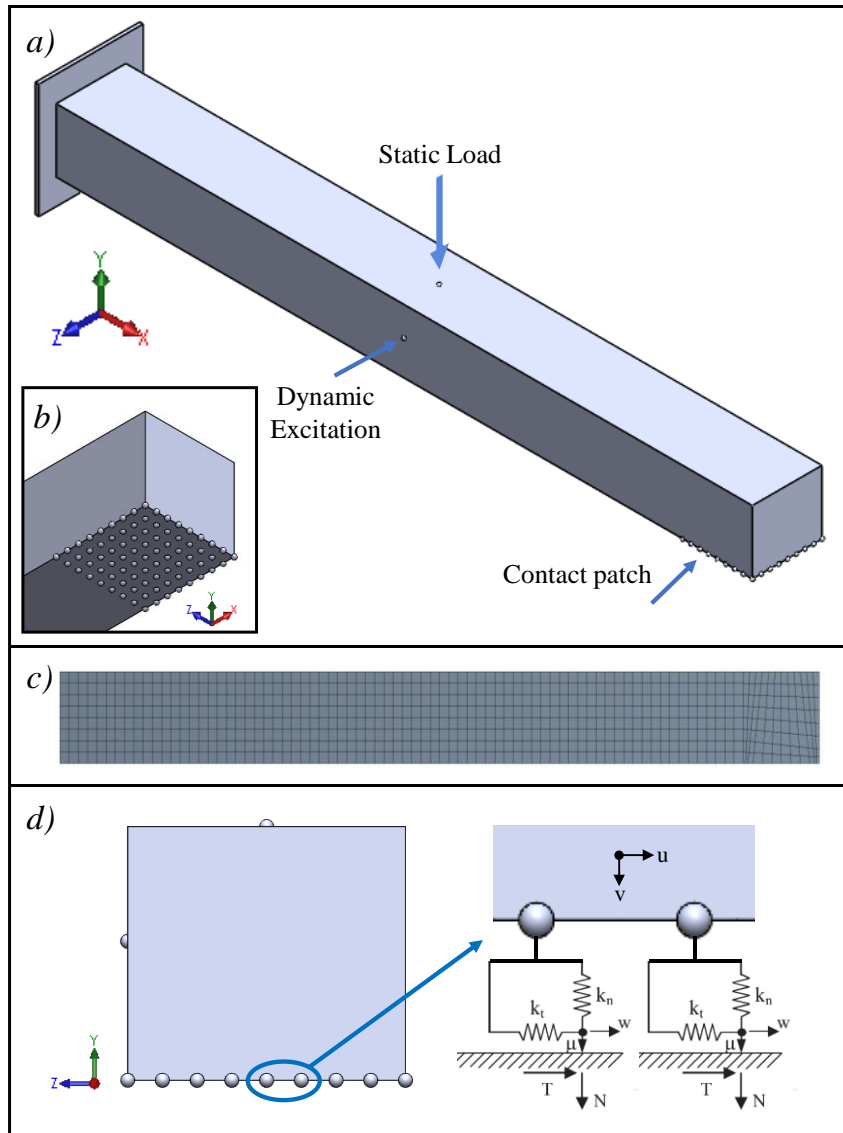 a)
Static Load
Y
Z
X
Dynamic
Excitation
b)
Contact patch
Z
Y
X
c)
d)
u
v
k_t
k_n
w
μ
T
N
k_t
k_n
w
μ
T
N
Y
Z